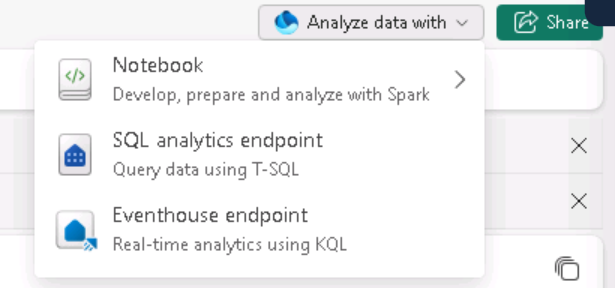 Analyze data with
Share
Notebook
</>
Develop, prepare and analyze with Spark
SQL analytics endpoint
Query data using T-SQL
Eventhouse endpoint
Real-time analytics using KQL